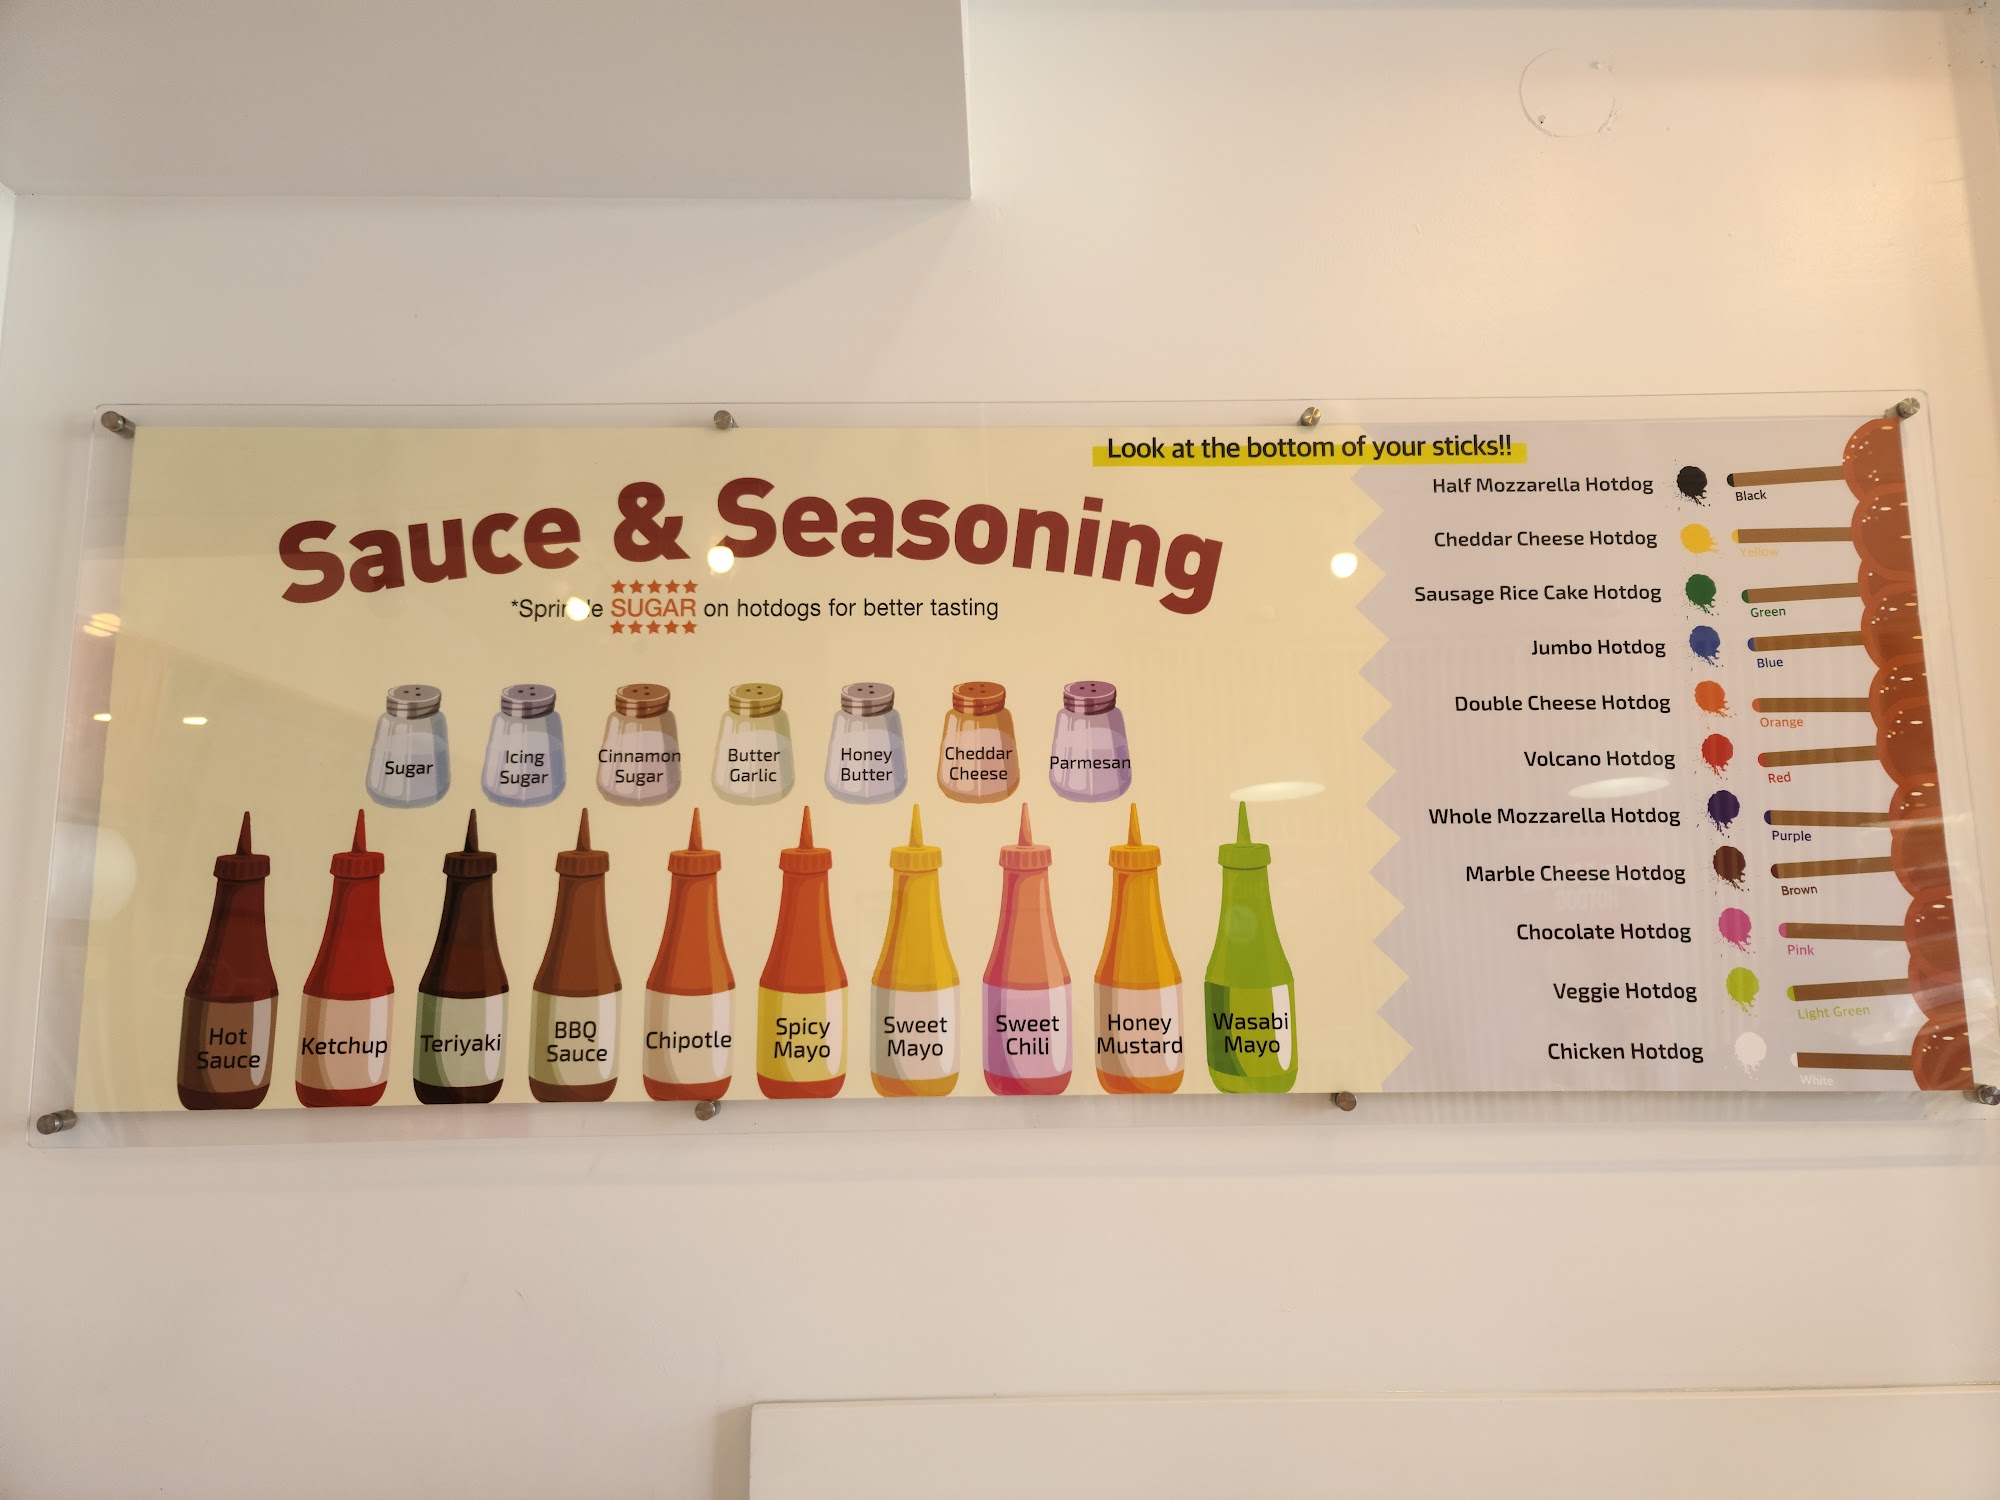 Look at the bottom of your sticks!!
Sauce & Seasoning
SUGAR on hotdogs for better tasting
Sugar
Icing
Sugar
Cinnamon
Sugar
Butter
Garlic
Honey
Butter
Cheddar
Cheese
Parmesan
Hot
Sauce
Ketchup
Teriyaki
BBQ
Sauce
Chipotle
Spicy
Mayo
Sweet
Mayo
Sweet
Chili
Honey
Mustard
Wasabi
Mayo
Half Mozzarella Hotdog Black
Cheddar Cheese Hotdog Yellow
Sausage Rice Cake Hotdog Green
Jumbo Hotdog Blue
Double Cheese Hotdog Orange
Volcano Hotdog Red
Whole Mozzarella Hotdog Purple
Marble Cheese Hotdog Brown
Chocolate Hotdog Pink
Veggie Hotdog Light Green
Chicken Hotdog White